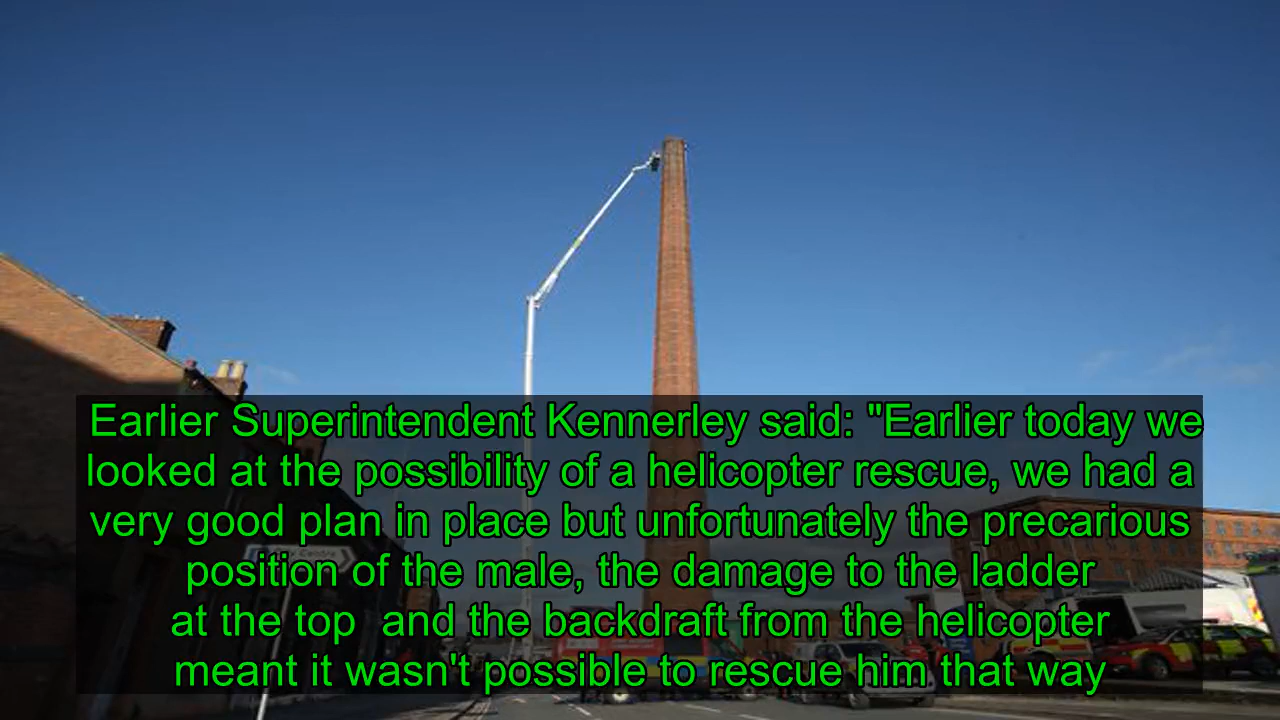 Earlier Superintendent Kennerley said: "Earlier today we
looked at the possibility of a helicopter rescue, we had a
very good plan in place but unfortunately the precarious
position of the male, the damage to the ladder
at the top  and the backdraft from the helicopter
meant it wasn't possible to rescue him that way